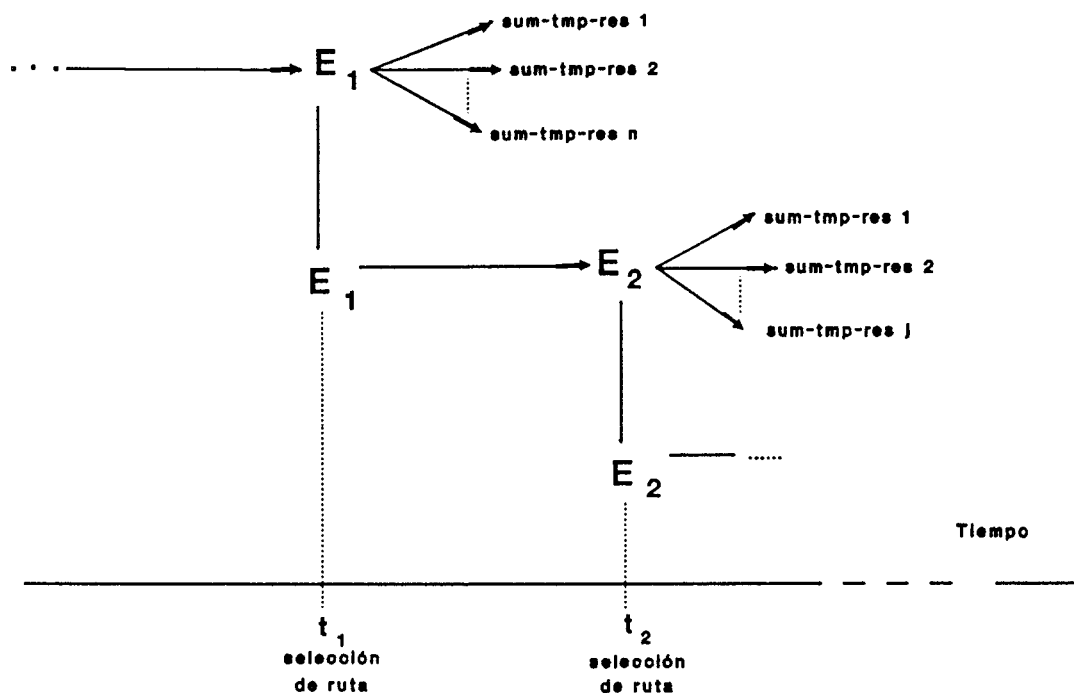 sum-tmp-res 1
. . . E 1 sum-tmp-res 2
sum-tmp-res n
sum-tmp-res 1
E 1 E 2 sum-tmp-res 2
sum-tmp-res j
E 2 ......
Tiempo
t 1 t 2
selección selección
de ruta de ruta